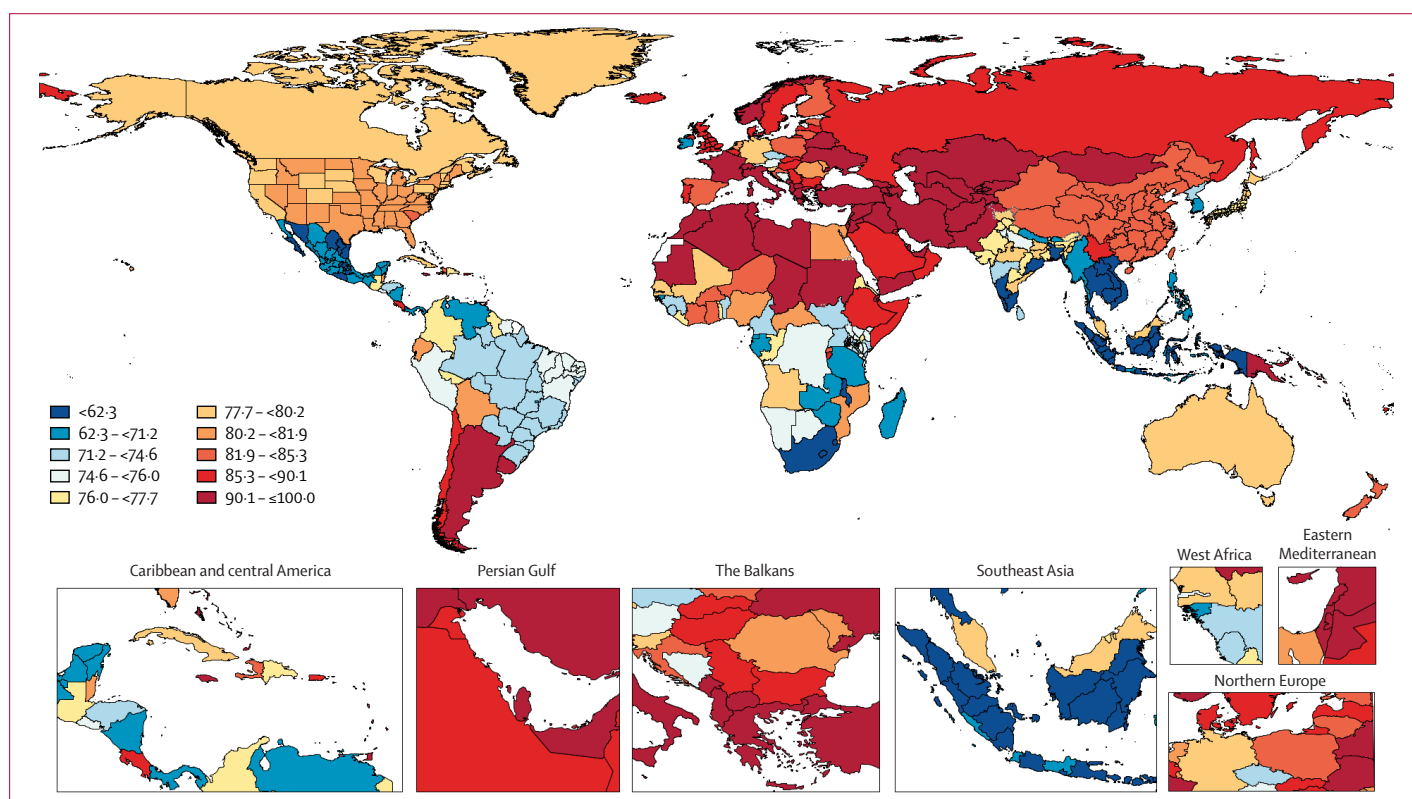 <62·3
62·3 – <71·2
71·2 – <74·6
74·6 – <76·0
76·0 – <77·7
77·7 – <80·2
80·2 – <81·9
81·9 – <85·3
85·3 – <90·1
90·1 – ≤100·0
Caribbean and central America
Persian Gulf
The Balkans
Southeast Asia
West Africa
Eastern
Mediterranean
Northern Europe